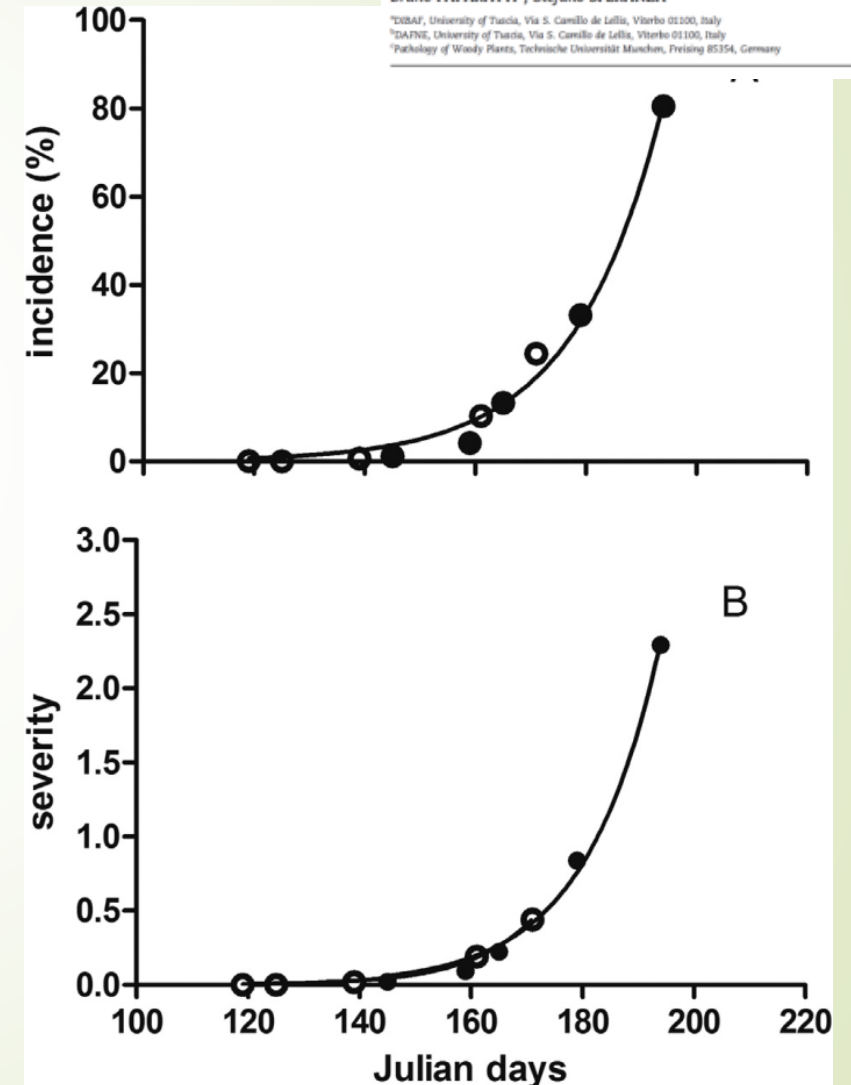 ᵃDIBAF, University of Tuscia, Via S. Camillo de Lellis, Viterbo 01100, Italy
ᵇDAFNE, University of Tuscia, Via S. Camillo de Lellis, Viterbo 01100, Italy
ᶜPathology of Woody Plants, Technische Universität Munchen, Freising 85354, Germany
100
80
60
40
20
0
incidence (%)
3.0
2.5
2.0
1.5
1.0
0.5
0.0
severity
B
100 120 140 160 180 200 220
Julian days